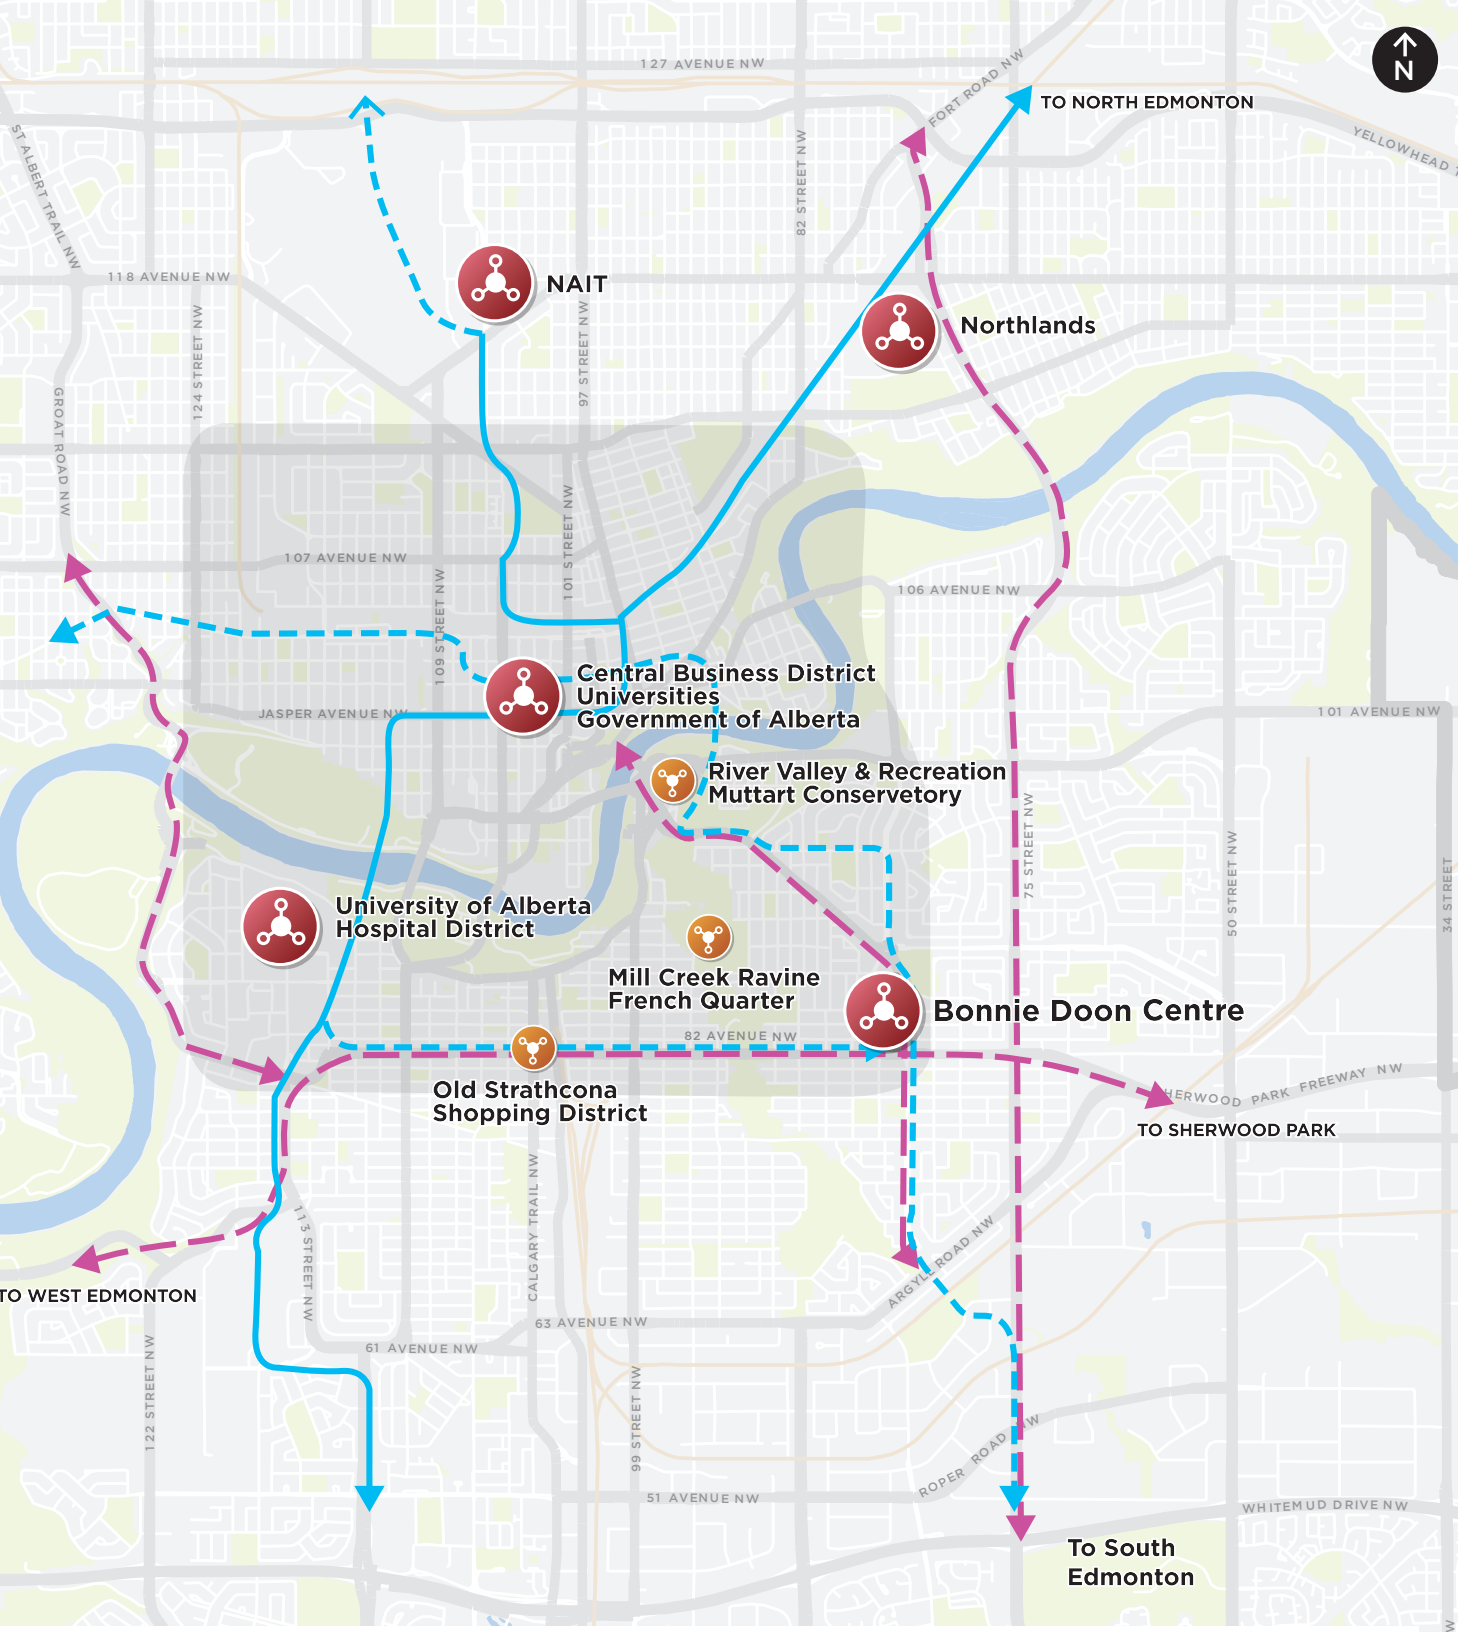 127 AVENUE NW
N
FORT ROAD NW
TO NORTH EDMONTON
ST ALBERT TRAIL NW
82 STREET NW
YELLOWHEAD
118 AVENUE NW
NAIT
124 STREET NW
97 STREET NW
Northlands
GROAT ROAD NW
101 STREET NW
107 AVENUE NW
109 STREET NW
106 AVENUE NW
Central Business District
Universities
Government of Alberta
JASPER AVENUE NW
101 AVENUE NW
River Valley & Recreation
Muttart Conservetory
75 STREET NW
50 STREET NW
34 STREET
University of Alberta
Hospital District
Mill Creek Ravine
French Quarter
Bonnie Doon Centre
82 AVENUE NW
Old Strathcona
Shopping District
HERWOOD PARK FREEWAY NW
TO SHERWOOD PARK
CALGARY TRAIL NW
113 STREET NW
ARGYLL ROAD NW
TO WEST EDMONTON
63 AVENUE NW
61 AVENUE NW
122 STREET NW
99 STREET NW
ROPER ROAD NW
51 AVENUE NW
WHITEMUD DRIVE NW
To South
Edmonton
W